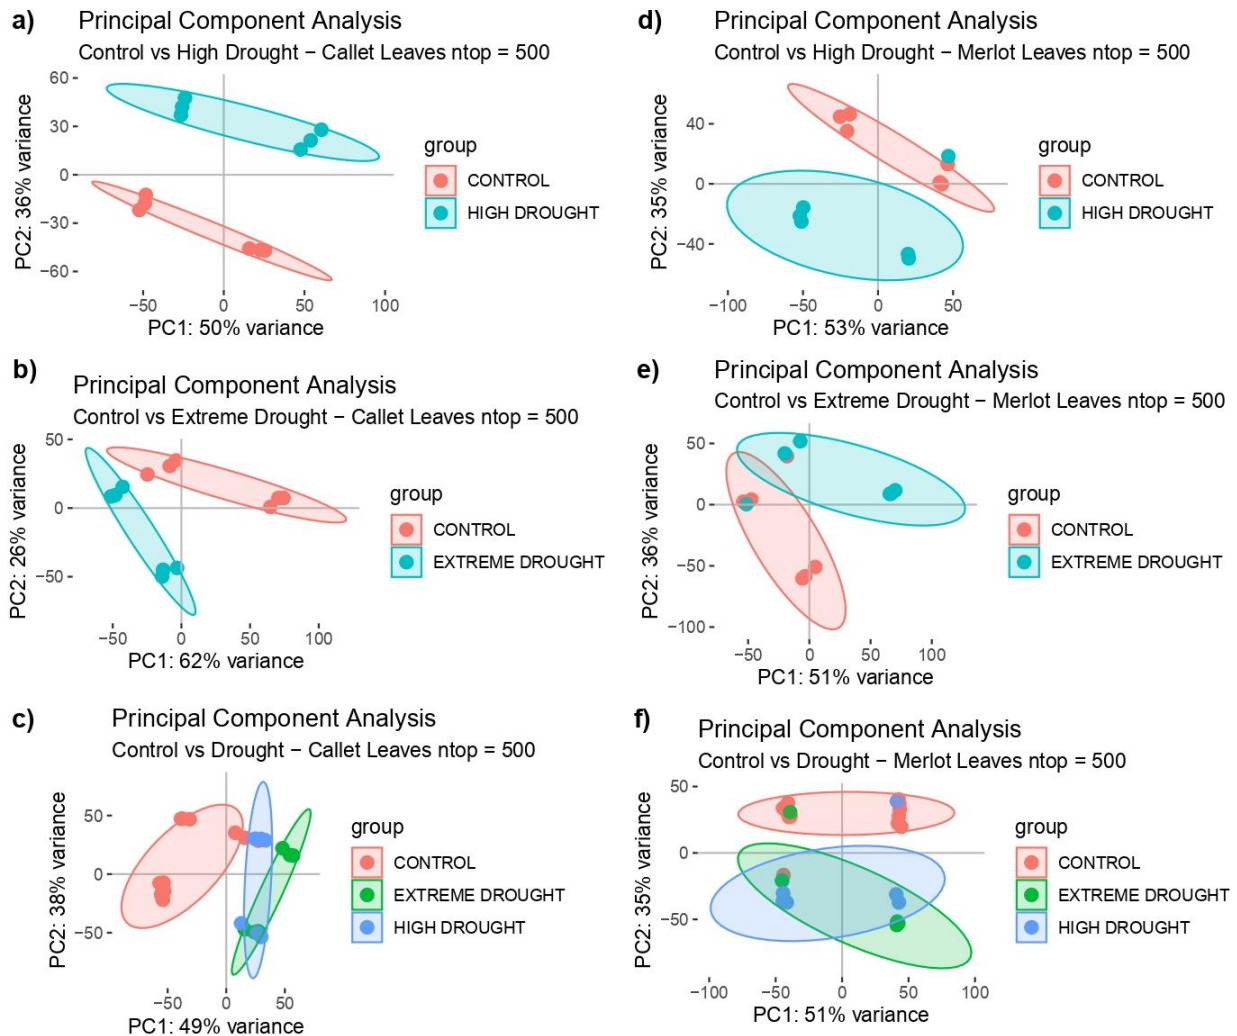 a)
Principal Component Analysis
Control vs High Drought − Callet Leaves ntop = 500
60
30
0
−30
−60
PC2: 36% variance
−50
0
50
100
PC1: 50% variance
group
CONTROL
HIGH DROUGHT
d)
Principal Component Analysis
Control vs High Drought − Merlot Leaves ntop = 500
40
0
−40
PC2: 35% variance
−100
−50
0
50
PC1: 53% variance
group
CONTROL
HIGH DROUGHT
b)
Principal Component Analysis
Control vs Extreme Drought − Callet Leaves ntop = 500
50
0
−50
PC2: 26% variance
−50
0
50
100
PC1: 62% variance
group
CONTROL
EXTREME DROUGHT
e)
Principal Component Analysis
Control vs Extreme Drought − Merlot Leaves ntop = 500
50
0
−50
−100
PC2: 36% variance
−50
0
50
100
PC1: 51% variance
group
CONTROL
EXTREME DROUGHT
c)
Principal Component Analysis
Control vs Drought − Callet Leaves ntop = 500
50
0
−50
PC2: 38% variance
−50
0
50
PC1: 49% variance
group
CONTROL
EXTREME DROUGHT
HIGH DROUGHT
f)
Principal Component Analysis
Control vs Drought − Merlot Leaves ntop = 500
50
0
−50
PC2: 35% variance
−100
−50
0
50
100
PC1: 51% variance
group
CONTROL
EXTREME DROUGHT
HIGH DROUGHT